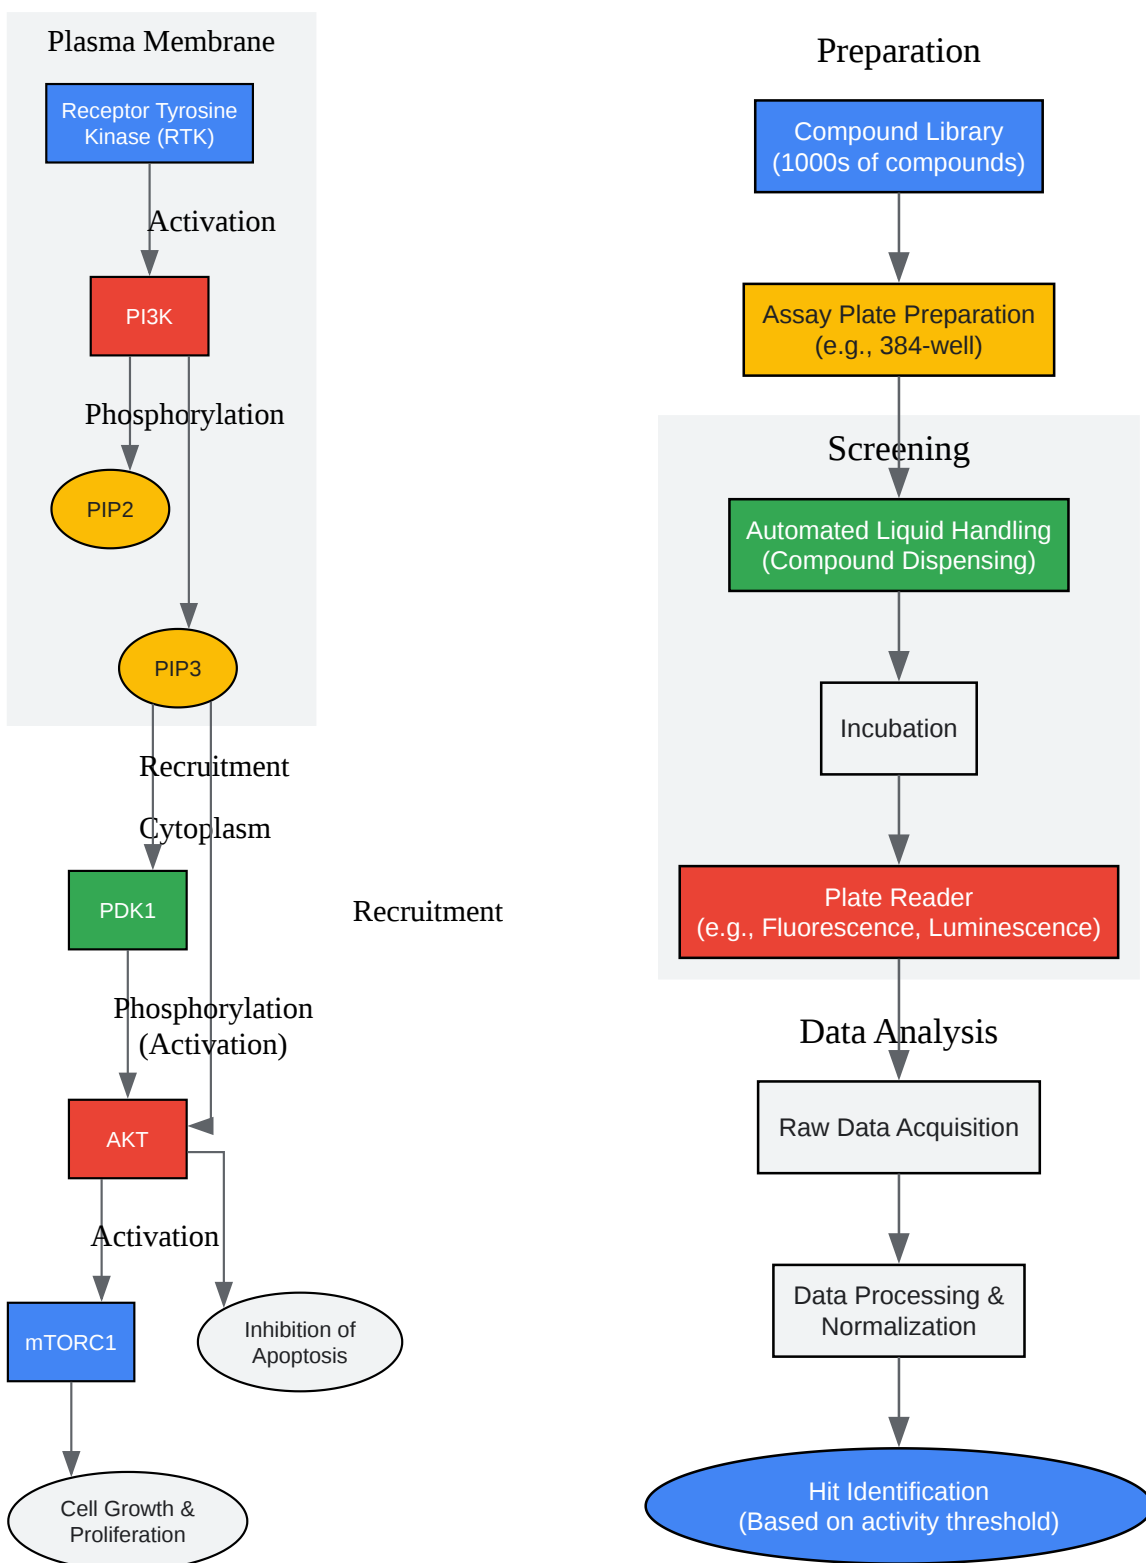 Plasma Membrane
Receptor Tyrosine
Kinase (RTK)
Activation
PI3K
Phosphorylation
PIP2
PIP3
Recruitment
Cytoplasm
PDK1
Recruitment
Phosphorylation
(Activation)
AKT
Activation
mTORC1
Inhibition of
Apoptosis
Cell Growth &
Proliferation
Preparation
Compound Library
(1000s of compounds)
Assay Plate Preparation
(e.g., 384-well)
Screening
Automated Liquid Handling
(Compound Dispensing)
Incubation
Plate Reader
(e.g., Fluorescence, Luminescence)
Data Analysis
Raw Data Acquisition
Data Processing &
Normalization
Hit Identification
(Based on activity threshold)